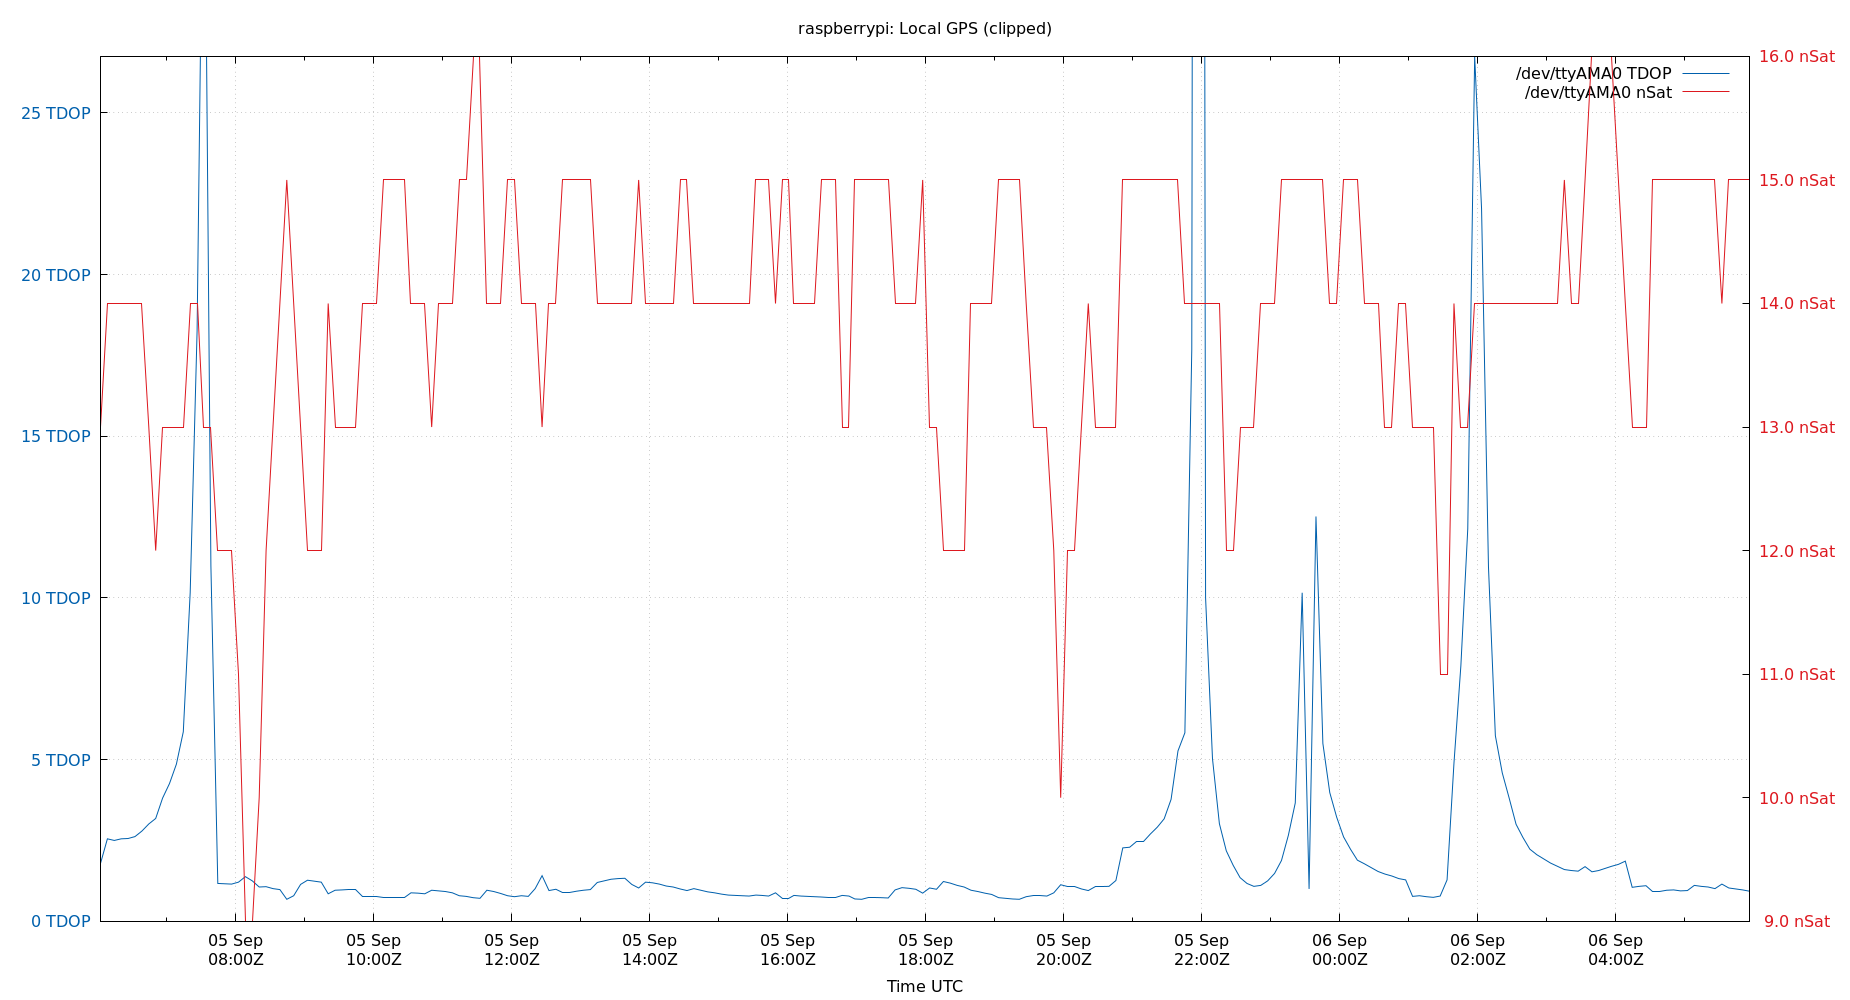 raspberrypi: Local GPS (clipped)
/dev/ttyAMA0 TDOP
/dev/ttyAMA0 nSat
25 TDOP
20 TDOP
15 TDOP
10 TDOP
5 TDOP
0 TDOP
16.0 nSat
15.0 nSat
14.0 nSat
13.0 nSat
12.0 nSat
11.0 nSat
10.0 nSat
9.0 nSat
05 Sep 05 Sep 05 Sep 05 Sep 05 Sep 05 Sep 05 Sep 05 Sep 06 Sep 06 Sep 06 Sep
08:00Z 10:00Z 12:00Z 14:00Z 16:00Z 18:00Z 20:00Z 22:00Z 00:00Z 02:00Z 04:00Z
Time UTC